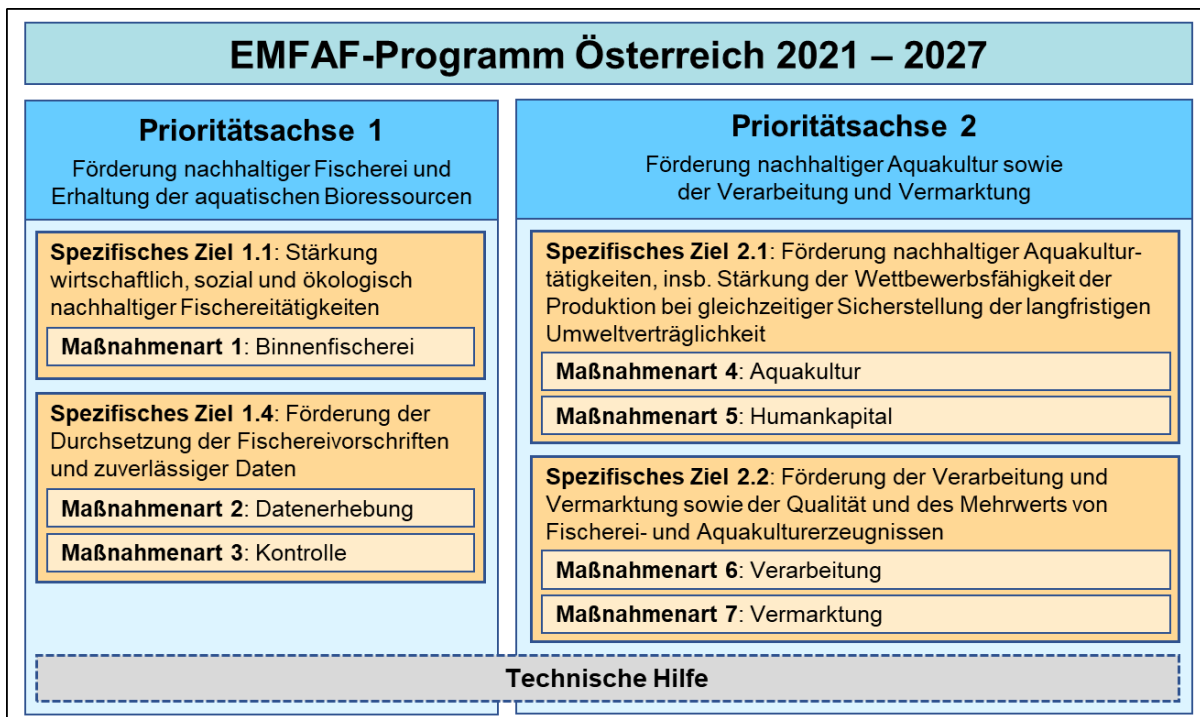 EMFAF-Programm Österreich 2021 – 2027
Prioritätsachse 1
Förderung nachhaltiger Fischerei und
Erhaltung der aquatischen Bioressourcen
Spezifisches Ziel 1.1: Stärkung
wirtschaftlich, sozial und ökologisch
nachhaltiger Fischereitätigkeiten
Maßnahmenart 1: Binnenfischerei
Spezifisches Ziel 1.4: Förderung der
Durchsetzung der Fischereivorschriften
und zuverlässiger Daten
Maßnahmenart 2: Datenerhebung
Maßnahmenart 3: Kontrolle
Prioritätsachse 2
Förderung nachhaltiger Aquakultur sowie
der Verarbeitung und Vermarktung
Spezifisches Ziel 2.1: Förderung nachhaltiger Aquakultur-
tätigkeiten, insb. Stärkung der Wettbewerbsfähigkeit der
Produktion bei gleichzeitiger Sicherstellung der langfristigen
Umweltverträglichkeit
Maßnahmenart 4: Aquakultur
Maßnahmenart 5: Humankapital
Spezifisches Ziel 2.2: Förderung der Verarbeitung und
Vermarktung sowie der Qualität und des Mehrwerts von
Fischerei- und Aquakulturerzeugnissen
Maßnahmenart 6: Verarbeitung
Maßnahmenart 7: Vermarktung
Technische Hilfe